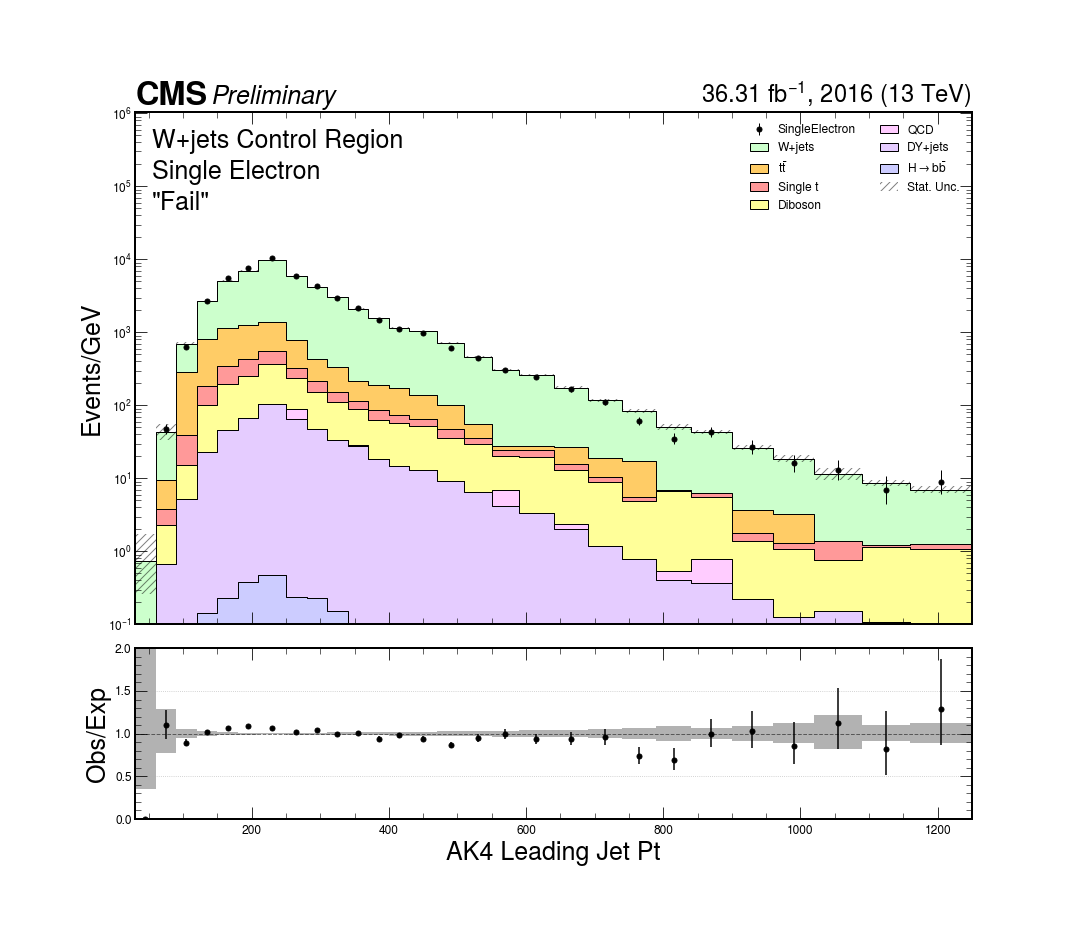 CMS Preliminary
36.31 fb⁻¹, 2016 (13 TeV)
W+jets Control Region
Single Electron
"Fail"
SingleElectron
W+jets
tt̄
Single t
Diboson
QCD
DY+jets
H→bb̄
Stat. Unc.
Events/GeV
10⁶
10⁵
10⁴
10³
10²
10¹
10⁰
10⁻¹
Obs/Exp
2.0
1.5
1.0
0.5
0.0
200 400 600 800 1000 1200
AK4 Leading Jet Pt